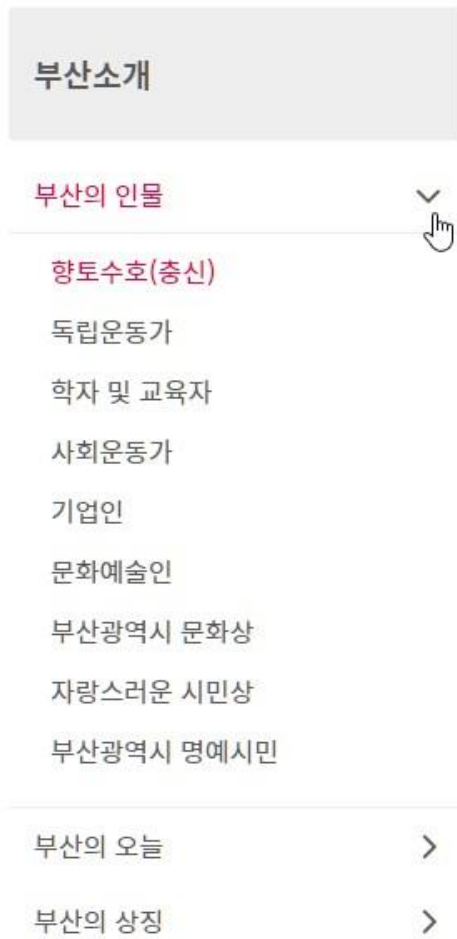 부산소개
부산의 인물
향토수호(충신)
독립운동가
학자 및 교육자
사회운동가
기업인
문화예술인
부산광역시 문화상
자랑스러운 시민상
부산광역시 명예시민
부산의 오늘
부산의 상징